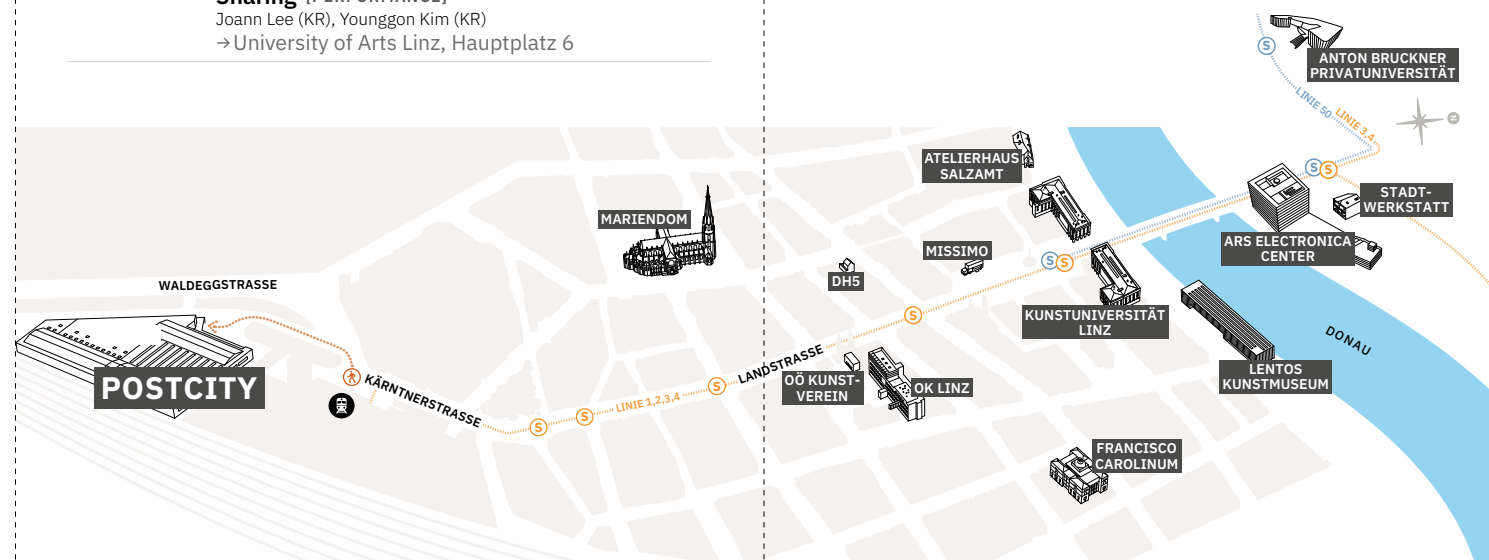 Sharing [PERFORMANCE]
Joann Lee (KR), Younggon Kim (KR)
→University of Arts Linz, Hauptplatz 6
S
ANTON BRUCKNER
PRIVATUNIVERSITÄT
LINIE 50
LINIE 3,4
N
ATELIERHAUS
SALZAMT
S S
STADT-
WERKSTATT
MARIENDOM
ARS ELECTRONICA
CENTER
MISSIMO
S S
DH5
WALDEGGSTRASSE
KUNSTUNIVERSITÄT
LINZ
S
DONAU
LANDSTRASSE
LENTOS
KUNSTMUSEUM
POSTCITY
KÄRNTNERSTRASSE
S
OÖ KUNST-
VEREIN
OK LINZ
LINIE 1,2,3,4
S
S
FRANCISCO
CAROLINUM